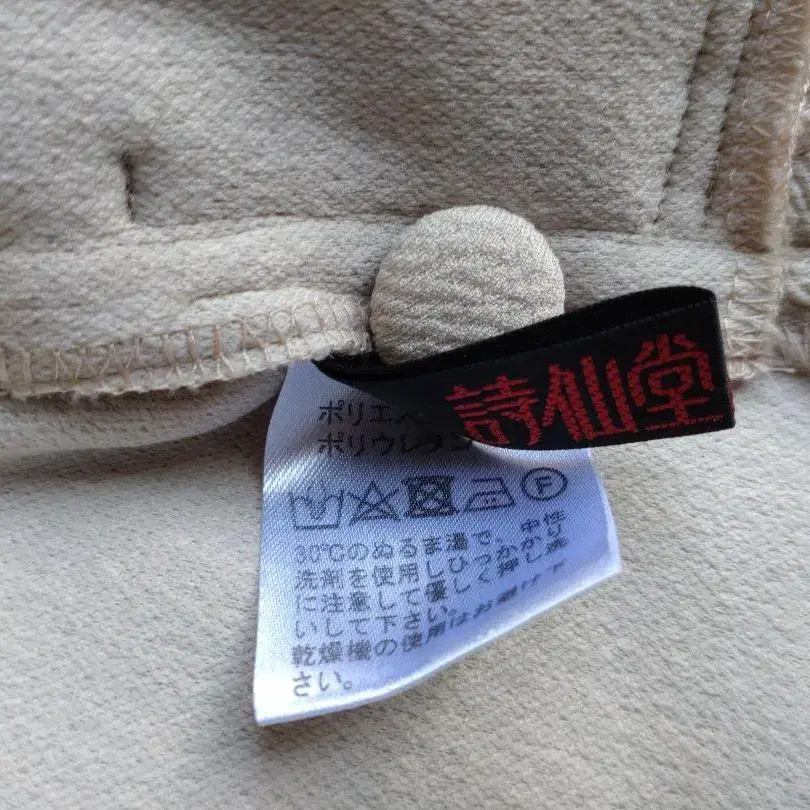 詩仙堂
ポリエス
ポリウレタン
F
30℃のぬるま湯で、中性
洗剤を使用しひっかかり
に注意して優しく押し洗
いして下さい。
乾燥機の使用はお避け下
さい。